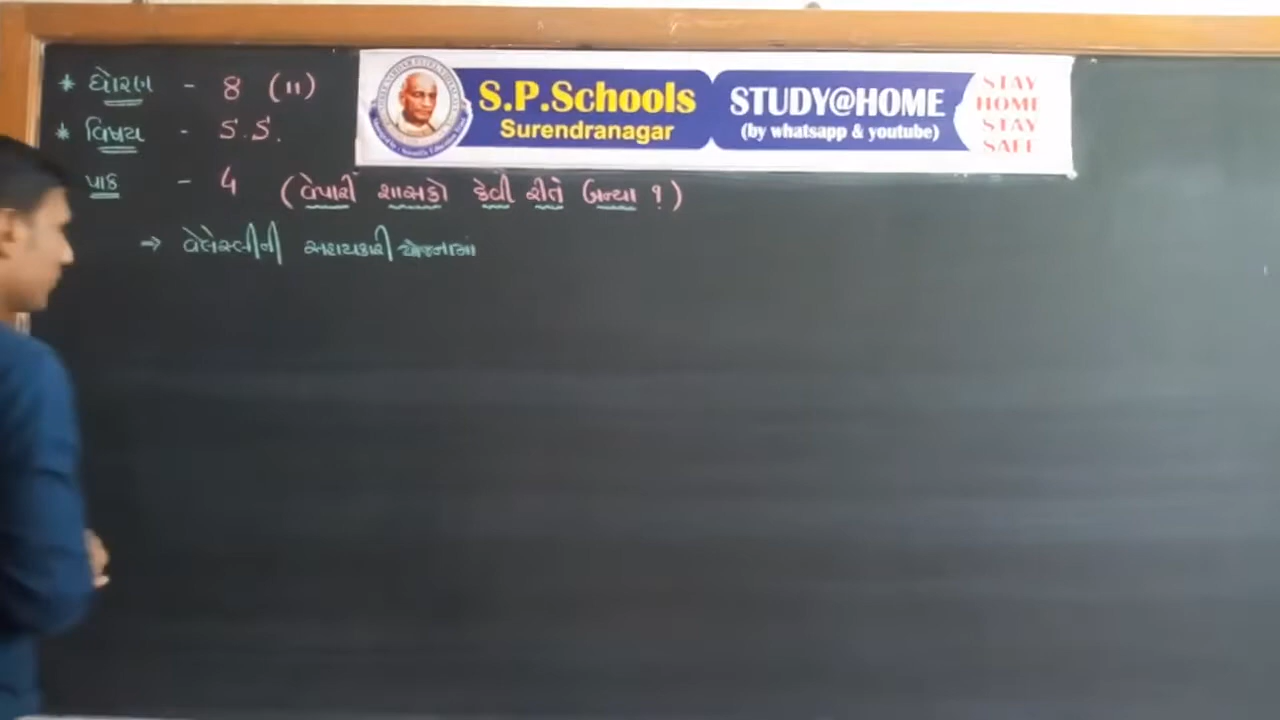 * ધોરણ - 8 (11)
* વિષય - S.S.
પાઠ - 4 (વેપારી શાસકો કેવી રીતે બન્યા ?)
→ વેલેસ્લીની સહાયકારી યોજનામાં
S.P.Schools
Surendranagar
STUDY@HOME
(by whatsapp & youtube)
STAY
HOME
STAY
SAFE